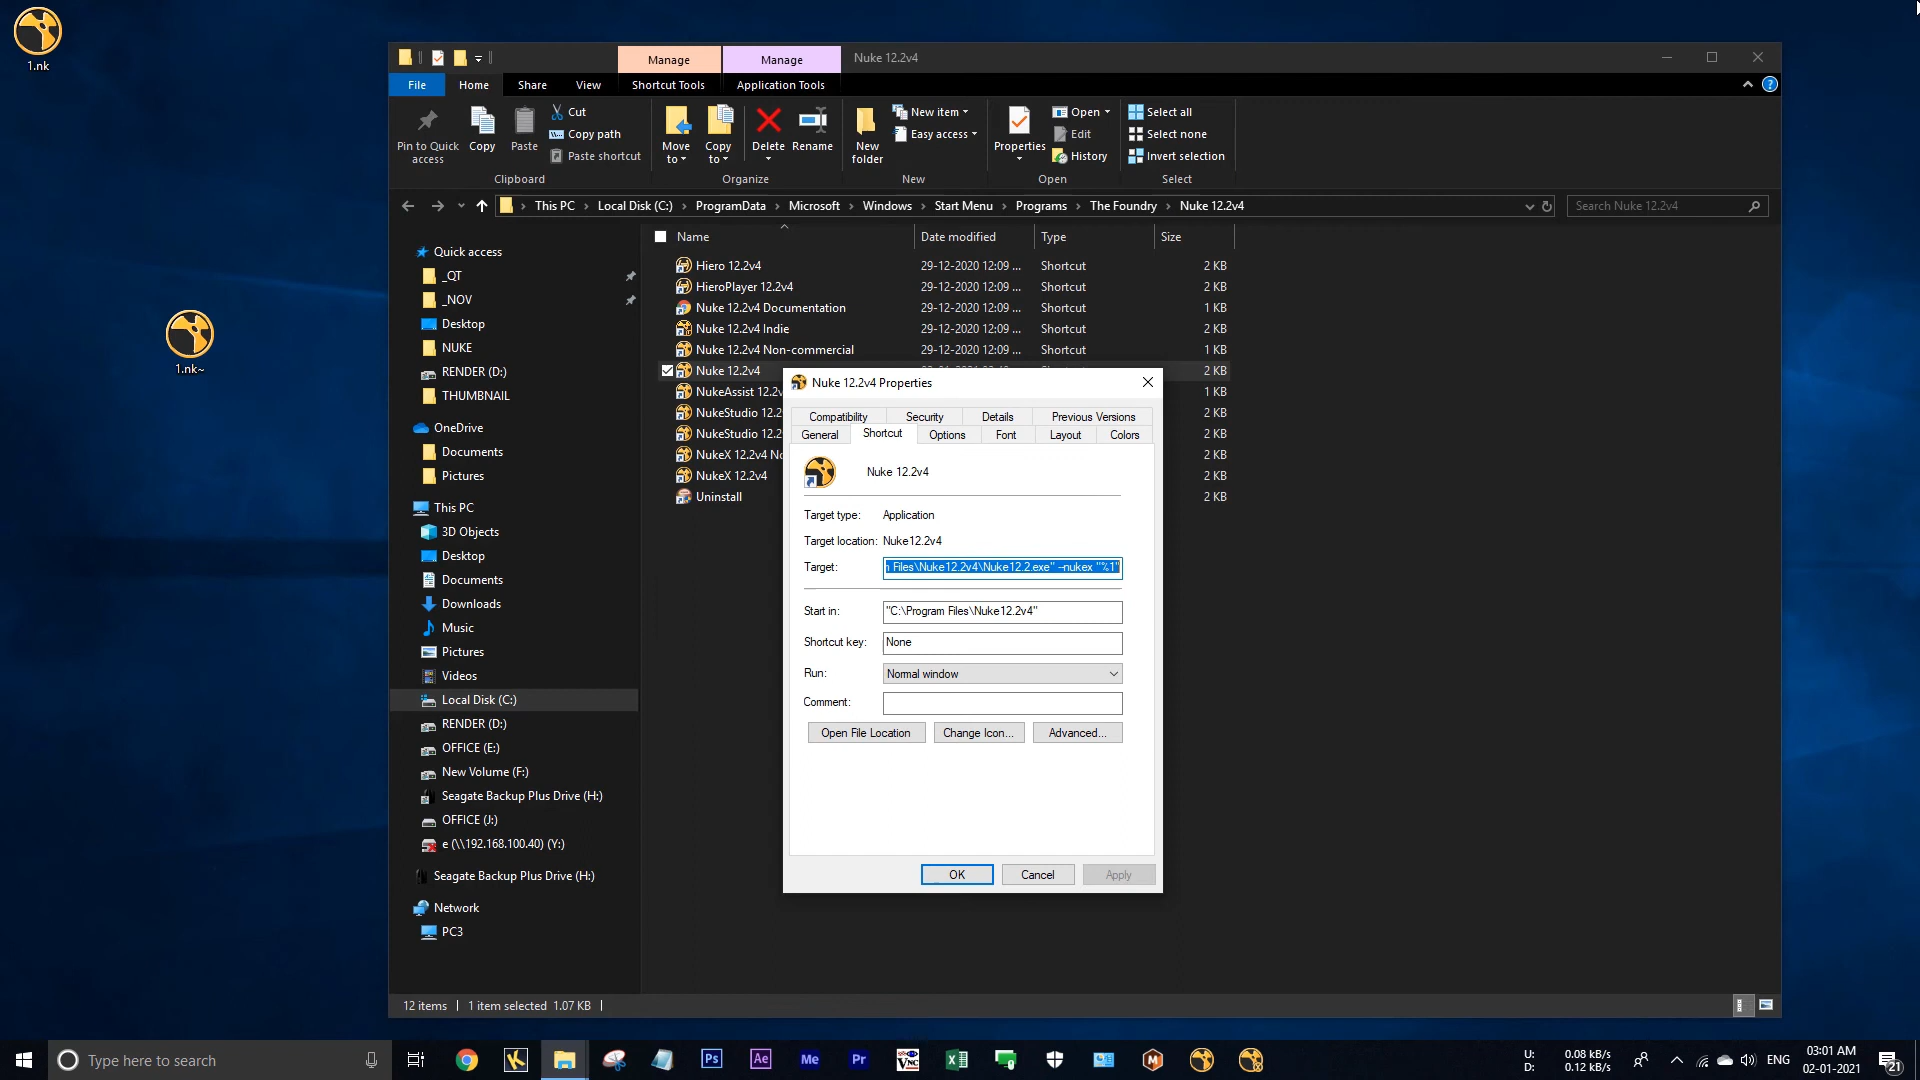 1.nk
1.nk~
Manage
Manage
Nuke 12.2v4
File
Home
Share
View
Shortcut Tools
Application Tools
Pin to Quick
access
Copy
Paste
Cut
Copy path
Paste shortcut
Clipboard
Move
to
Copy
to
Delete
Rename
Organize
New
folder
New item
Easy access
New
Properties
Open
Edit
History
Open
Select all
Select none
Invert selection
Select
This PC
Local Disk (C:)
ProgramData
Microsoft
Windows
Start Menu
Programs
The Foundry
Nuke 12.2v4
Search Nuke 12.2v4
Quick access
_QT
_NOV
Desktop
NUKE
RENDER (D:)
THUMBNAIL
OneDrive
Documents
Pictures
This PC
3D Objects
Desktop
Documents
Downloads
Music
Pictures
Videos
Local Disk (C:)
RENDER (D:)
OFFICE (E:)
New Volume (F:)
Seagate Backup Plus Drive (H:)
OFFICE (J:)
e (\\192.168.100.40) (Y:)
Seagate Backup Plus Drive (H:)
Network
PC3
Name
Date modified
Type
Size
Hiero 12.2v4 29-12-2020 12:09 ... Shortcut 2 KB
HieroPlayer 12.2v4 29-12-2020 12:09 ... Shortcut 2 KB
Nuke 12.2v4 Documentation 29-12-2020 12:09 ... Shortcut 1 KB
Nuke 12.2v4 Indie 29-12-2020 12:09 ... Shortcut 2 KB
Nuke 12.2v4 Non-commercial 29-12-2020 12:09 ... Shortcut 1 KB
Nuke 12.2v4 2 KB
NukeAssist 12.2v 1 KB
NukeStudio 12.2 2 KB
NukeStudio 12.2 2 KB
NukeX 12.2v4 No 2 KB
NukeX 12.2v4 2 KB
Uninstall 2 KB
Nuke 12.2v4 Properties
Compatibility
Security
Details
Previous Versions
General
Shortcut
Options
Font
Layout
Colors
Nuke 12.2v4
Target type: Application
Target location: Nuke12.2v4
Target: n Files\Nuke12.2v4\Nuke12.2.exe" --nukex "%1"
Start in: "C:\Program Files\Nuke12.2v4"
Shortcut key: None
Run: Normal window
Comment:
Open File Location
Change Icon...
Advanced...
OK
Cancel
Apply
12 items
1 item selected 1.07 KB
Type here to search
Ps
Ae
Me
Pr
VNC
U: 0.08 kB/s
D: 0.12 kB/s
ENG
03:01 AM
02-01-2021
21